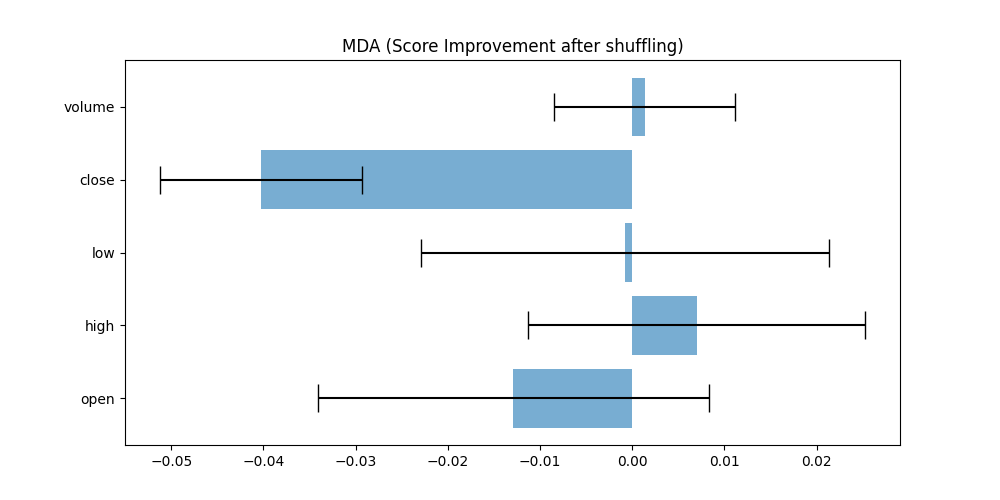 MDA (Score Improvement after shuffling)
volume
close
low
high
open
−0.05 −0.04 −0.03 −0.02 −0.01 0.00 0.01 0.02